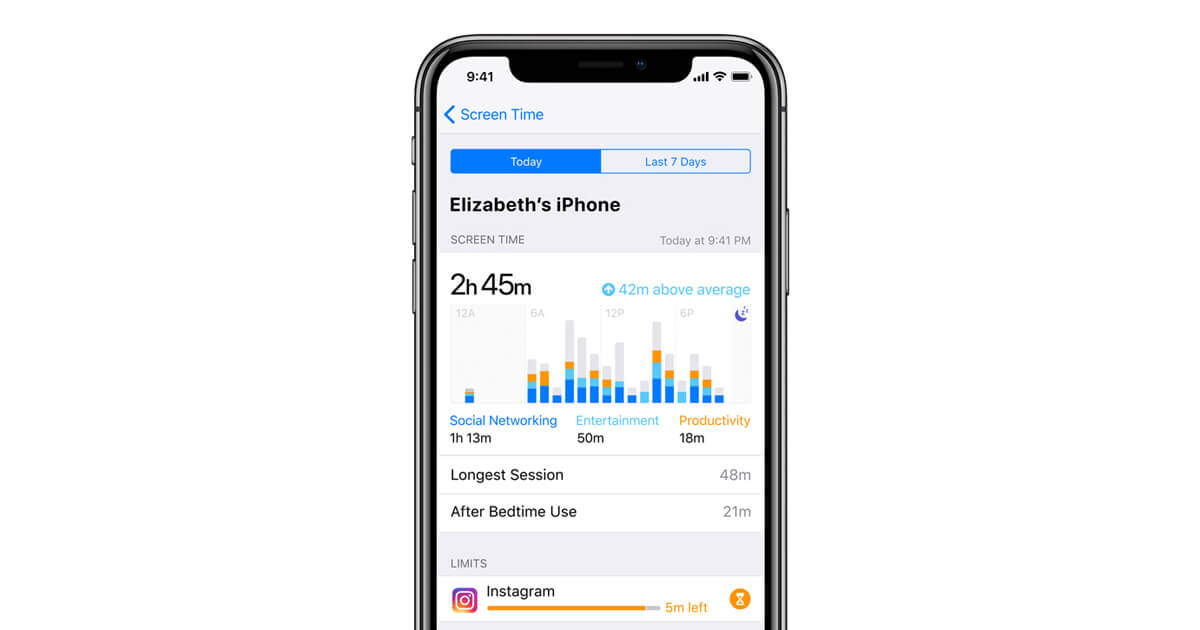 9:41
Screen Time
Today Last 7 Days
Elizabeth’s iPhone
SCREEN TIME Today at 9:41 PM
2h 45m 42m above average
12A 6A 12P 6P
Social Networking Entertainment Productivity
1h 13m 50m 18m
Longest Session 48m
After Bedtime Use 21m
LIMITS
Instagram
5m left